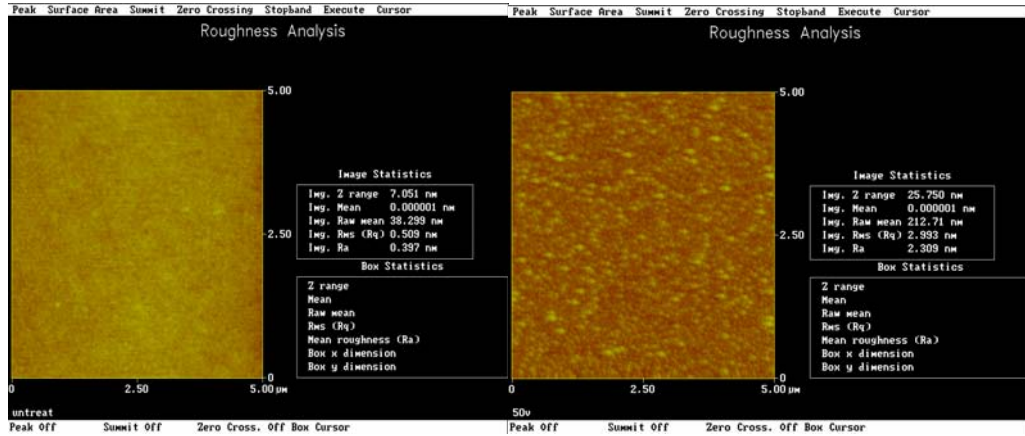 Peak Surface Area Summit Zero Crossing Stopband Execute Cursor
Roughness Analysis
5.00
2.50
0
0
2.50
5.00 µm
Image Statistics
Img. Z range 7.051 nm
Img. Mean 0.000001 nm
Img. Raw mean 38.299 nm
Img. Rms (Rq) 0.509 nm
Img. Ra 0.397 nm
Box Statistics
Z range
Mean
Raw mean
Rms (Rq)
Mean roughness (Ra)
Box x dimension
Box y dimension
untreat
Peak Off Summit Off Zero Cross. Off Box Cursor
Peak Surface Area Summit Zero Crossing Stopband Execute Cursor
Roughness Analysis
5.00
2.50
0
0
2.50
5.00 µm
Image Statistics
Img. Z range 25.750 nm
Img. Mean 0.000001 nm
Img. Raw mean 212.71 nm
Img. Rms (Rq) 2.993 nm
Img. Ra 2.309 nm
Box Statistics
Z range
Mean
Raw mean
Rms (Rq)
Mean roughness (Ra)
Box x dimension
Box y dimension
50v
Peak Off Summit Off Zero Cross. Off Box Cursor